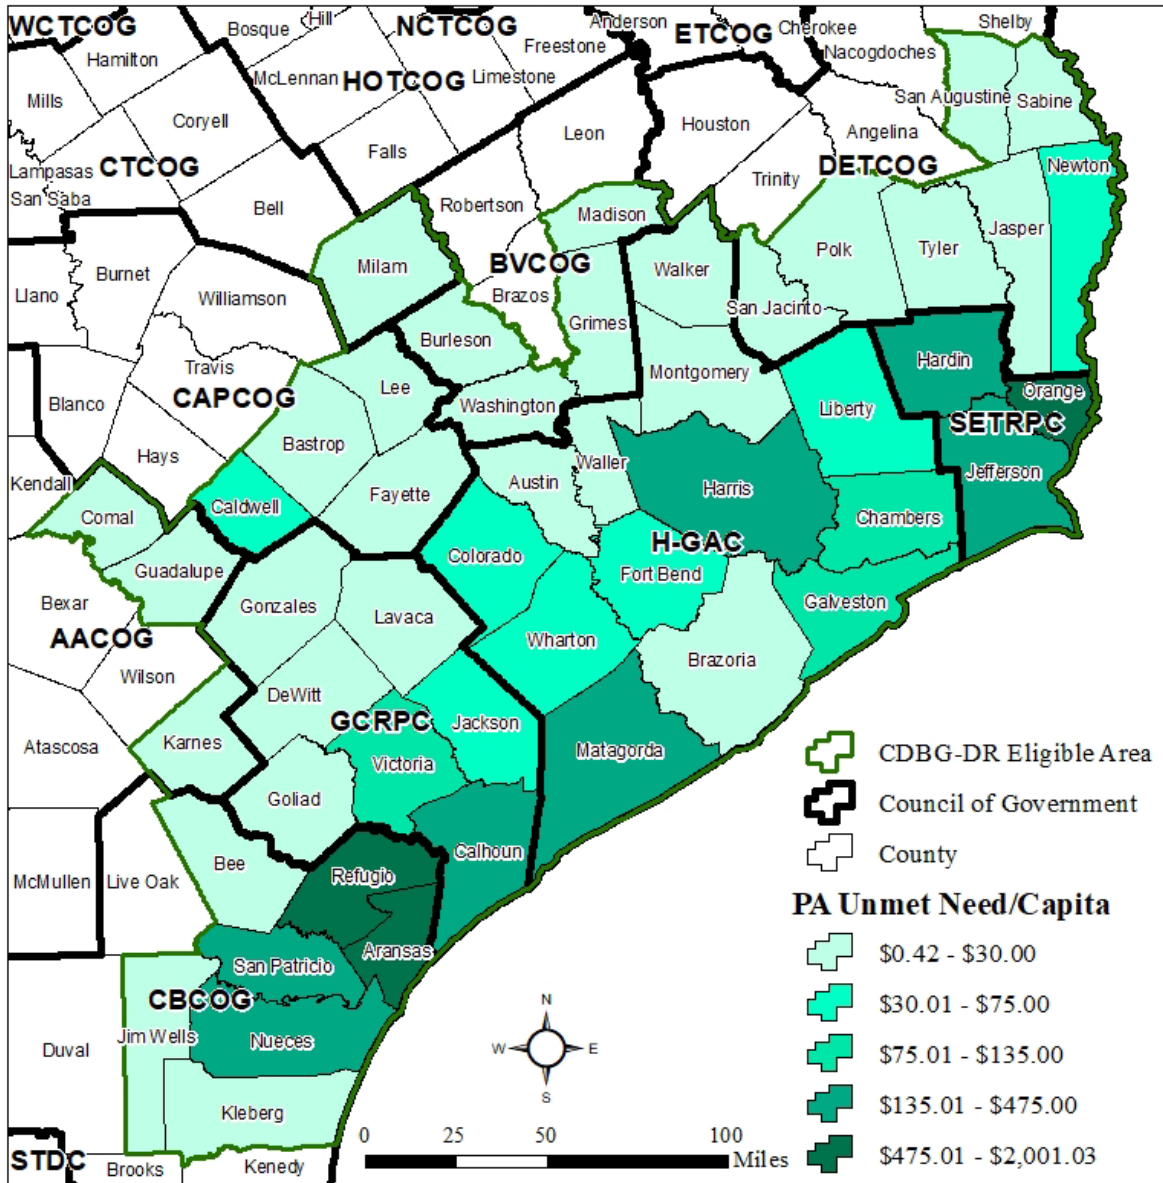 WCTCOG
Hill
Bosque
NCTCOG
Anderson
ETCOG
Cherokee
Shelby
Hamilton
Freestone
Nacogdoches
McLennan
HOTCOG
Limestone
Mills
San Augustine
Sabine
Coryell
Leon
Houston
Angelina
Falls
Lampasas
CTCOG
DETCOG
Newton
Trinity
San Saba
Bell
Robertson
Madison
Jasper
Polk
Tyler
Milam
BVCOG
Walker
Burnet
Llano
Williamson
Brazos
San Jacinto
Grimes
Burleson
Hardin
Travis
Montgomery
Lee
Orange
CAPCOG
Blanco
Washington
Liberty
SETRPC
Bastrop
Hays
Waller
Jefferson
Kendall
Austin
Harris
Fayette
Caldwell
Comal
Chambers
H-GAC
Colorado
Guadalupe
Fort Bend
Bexar
Gonzales
Galveston
Lavaca
AACOG
Wharton
Brazoria
Wilson
DeWitt
GCRPC
Jackson
Karnes
Atascosa
Matagorda
Victoria
Goliad
Calhoun
Bee
McMullen
Live Oak
Refugio
Aransas
San Patricio
CBCOG
Jim Wells
Nueces
Duval
Kleberg
STDC
Brooks
Kenedy
CDBG-DR Eligible Area
Council of Government
County
PA Unmet Need/Capita
$0.42 - $30.00
$30.01 - $75.00
$75.01 - $135.00
$135.01 - $475.00
$475.01 - $2,001.03
N
W
E
S
0 25 50 100
Miles